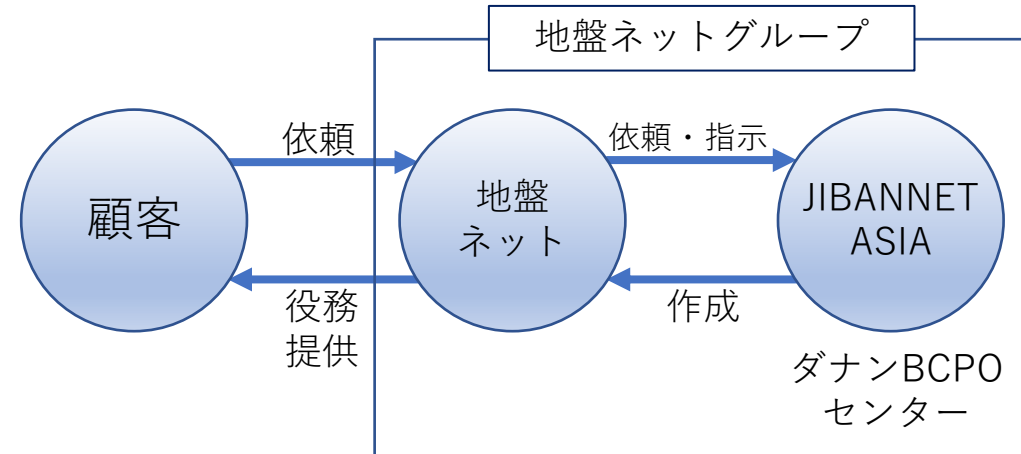 地盤ネットグループ
依頼
依頼・指示
顧客
地盤
ネット
JIBANNET
ASIA
役務
提供
作成
ダナンBCPO
センター